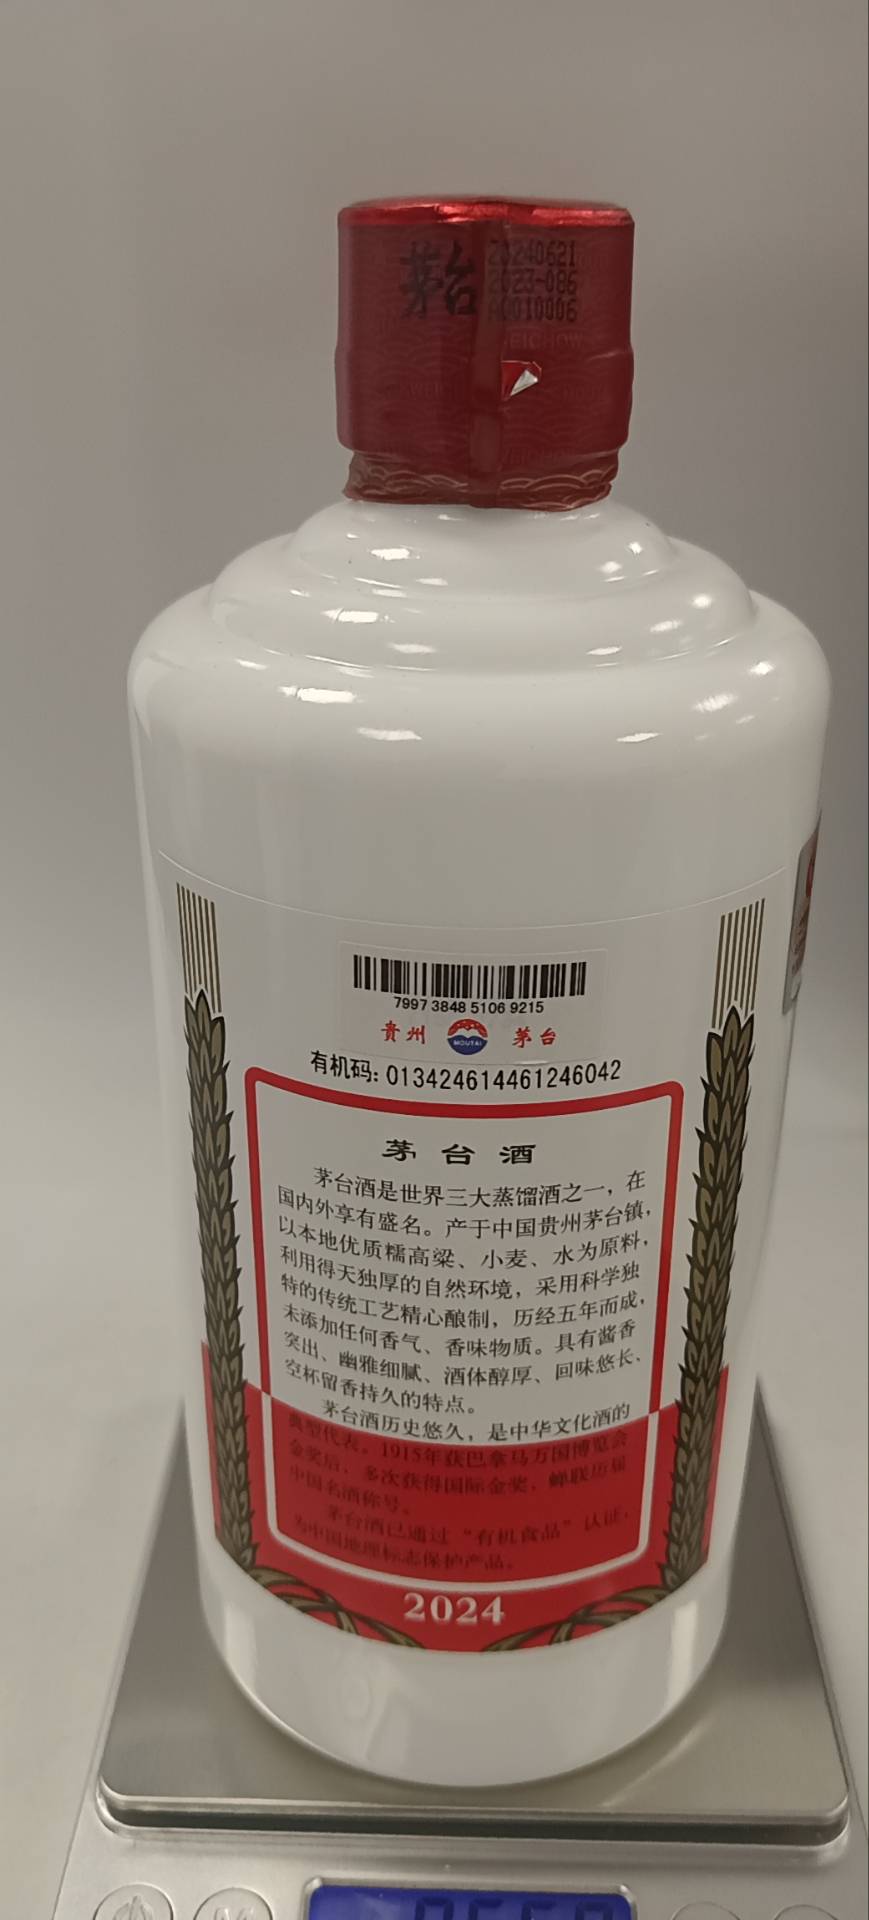 茅台
20240621
2023-086
A0010006
7997 3848 5106 9215
贵州 MOUTAI 茅台
有机码: 013424614461246042
茅台酒
茅台酒是世界三大蒸馏酒之一，在
国内外享有盛名。产于中国贵州茅台镇，
以本地优质糯高粱、小麦、水为原料，
利用得天独厚的自然环境，采用科学独
特的传统工艺精心酿制，历经五年而成，
未添加任何香气、香味物质。具有酱香
突出、幽雅细腻、酒体醇厚、回味悠长、
空杯留香持久的特点。
茅台酒历史悠久，是中华文化酒的
典型代表。1915年获巴拿马万国博览会
金奖后，多次获得国际金奖，蝉联历届
中国名酒称号。
茅台酒已通过“有机食品”认证，
为中国地理标志保护产品。
2024